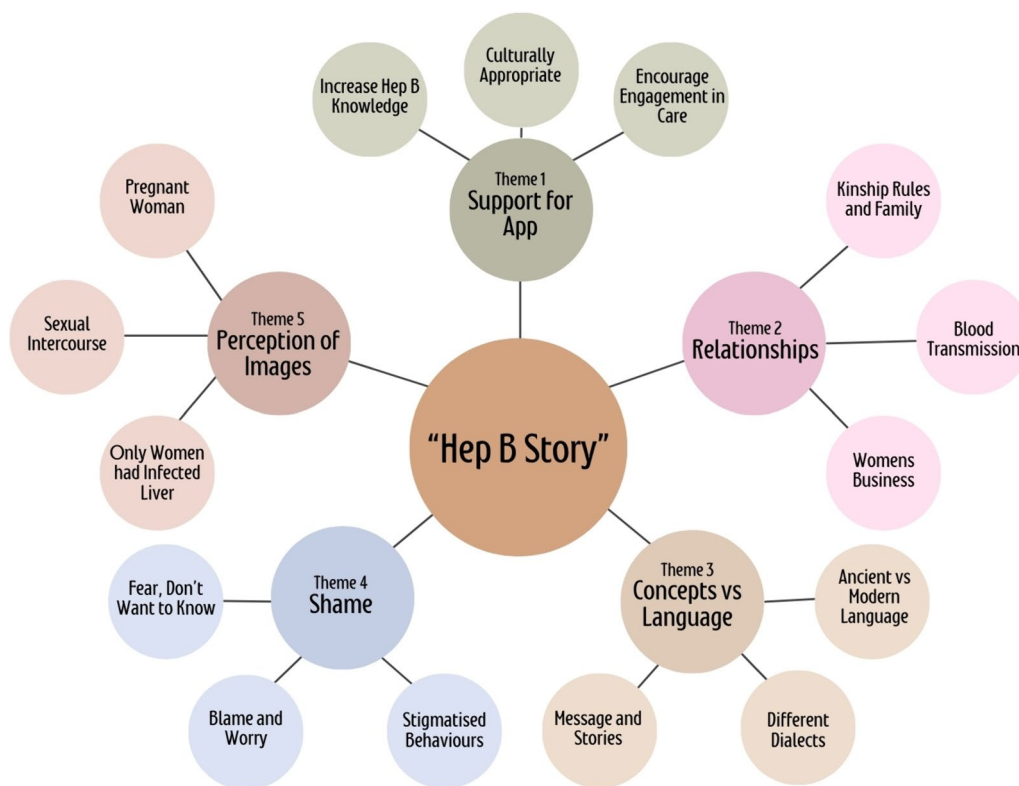 Culturally
Appropriate
Increase Hep B
Knowledge
Encourage
Engagement in
Care
Theme 1
Support for
App
Pregnant
Woman
Kinship Rules
and Family
Sexual
Intercourse
Theme 5
Perception of
Images
Theme 2
Relationships
Blood
Transmission
Only Women
had Infected
Liver
"Hep B Story"
Womens
Business
Fear, Don't
Want to Know
Theme 4
Shame
Theme 3
Concepts vs
Language
Ancient vs
Modern
Language
Blame and
Worry
Stigmatised
Behaviours
Message and
Stories
Different
Dialects